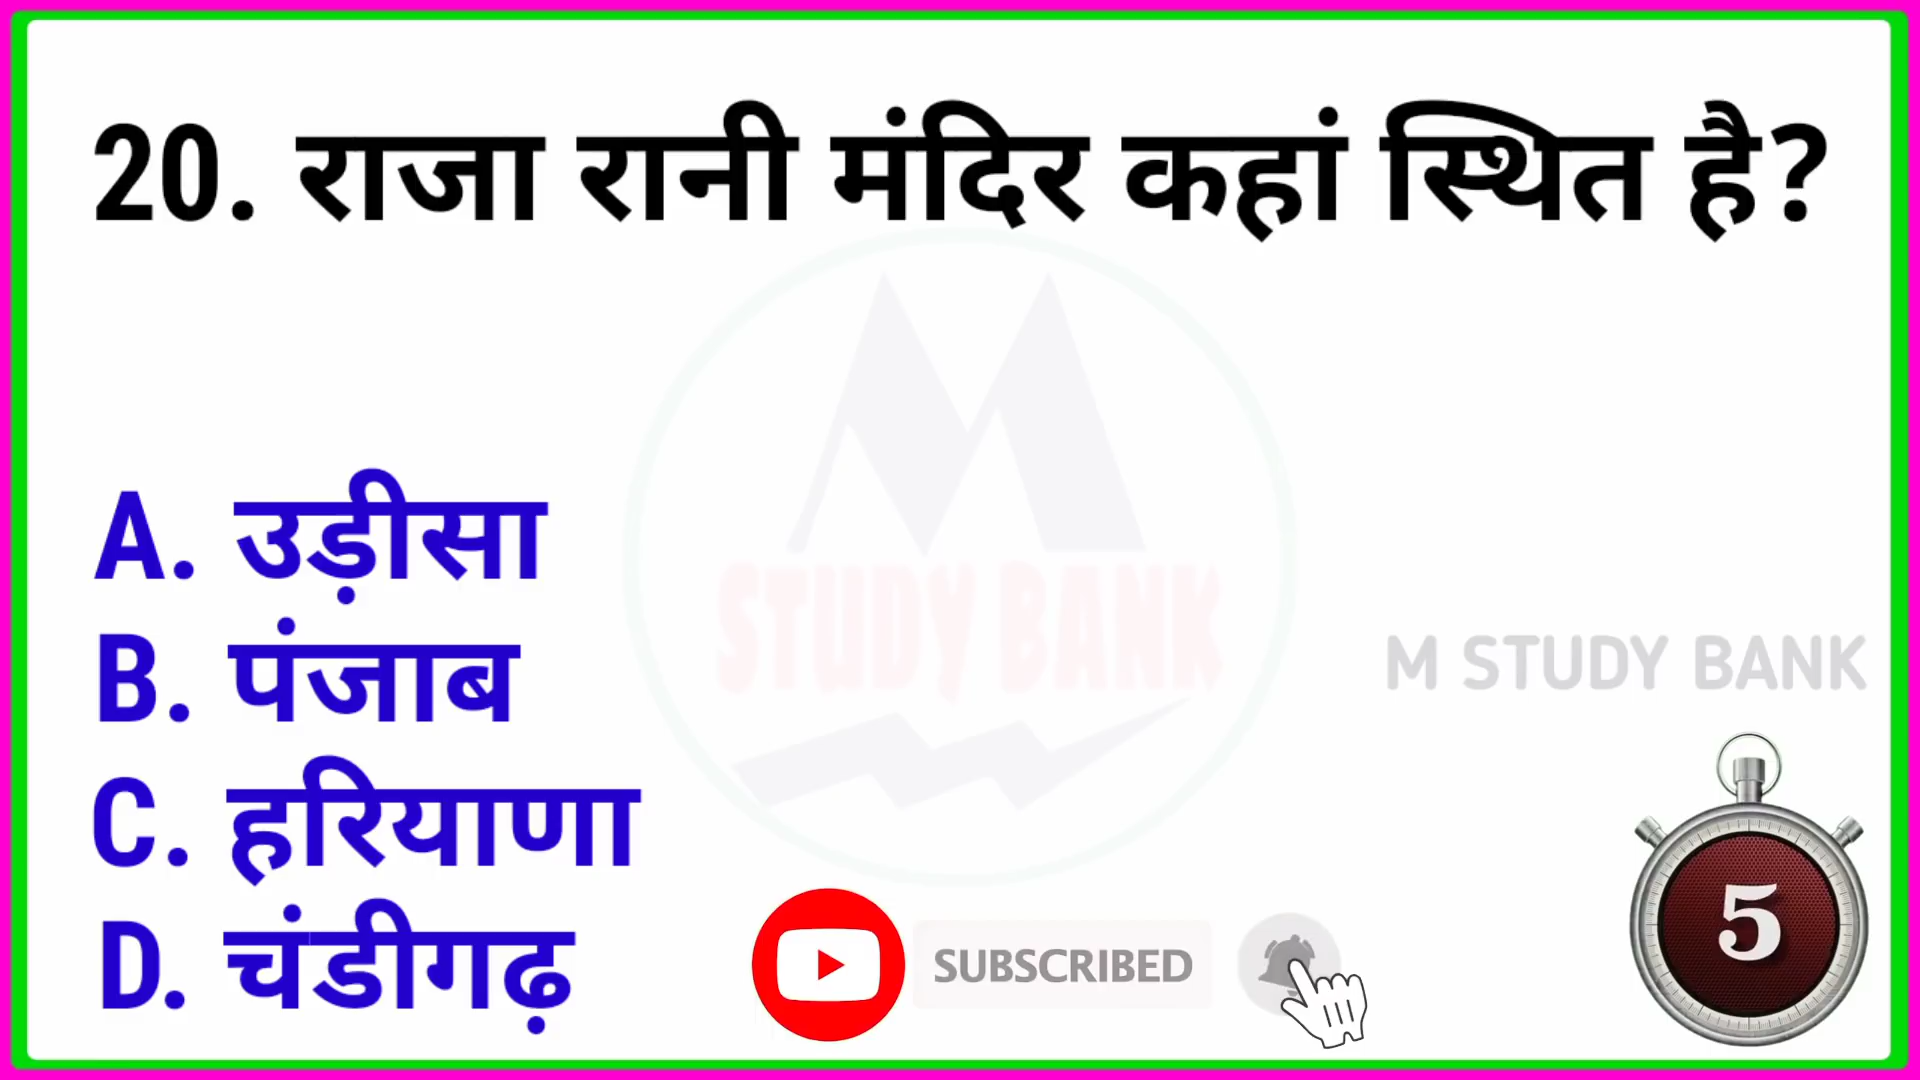 20. राजा रानी मंदिर कहां स्थित है?
A. उड़ीसा
B. पंजाब
C. हरियाणा
D. चंडीगढ़
M
STUDY BANK
M STUDY BANK
SUBSCRIBED
5